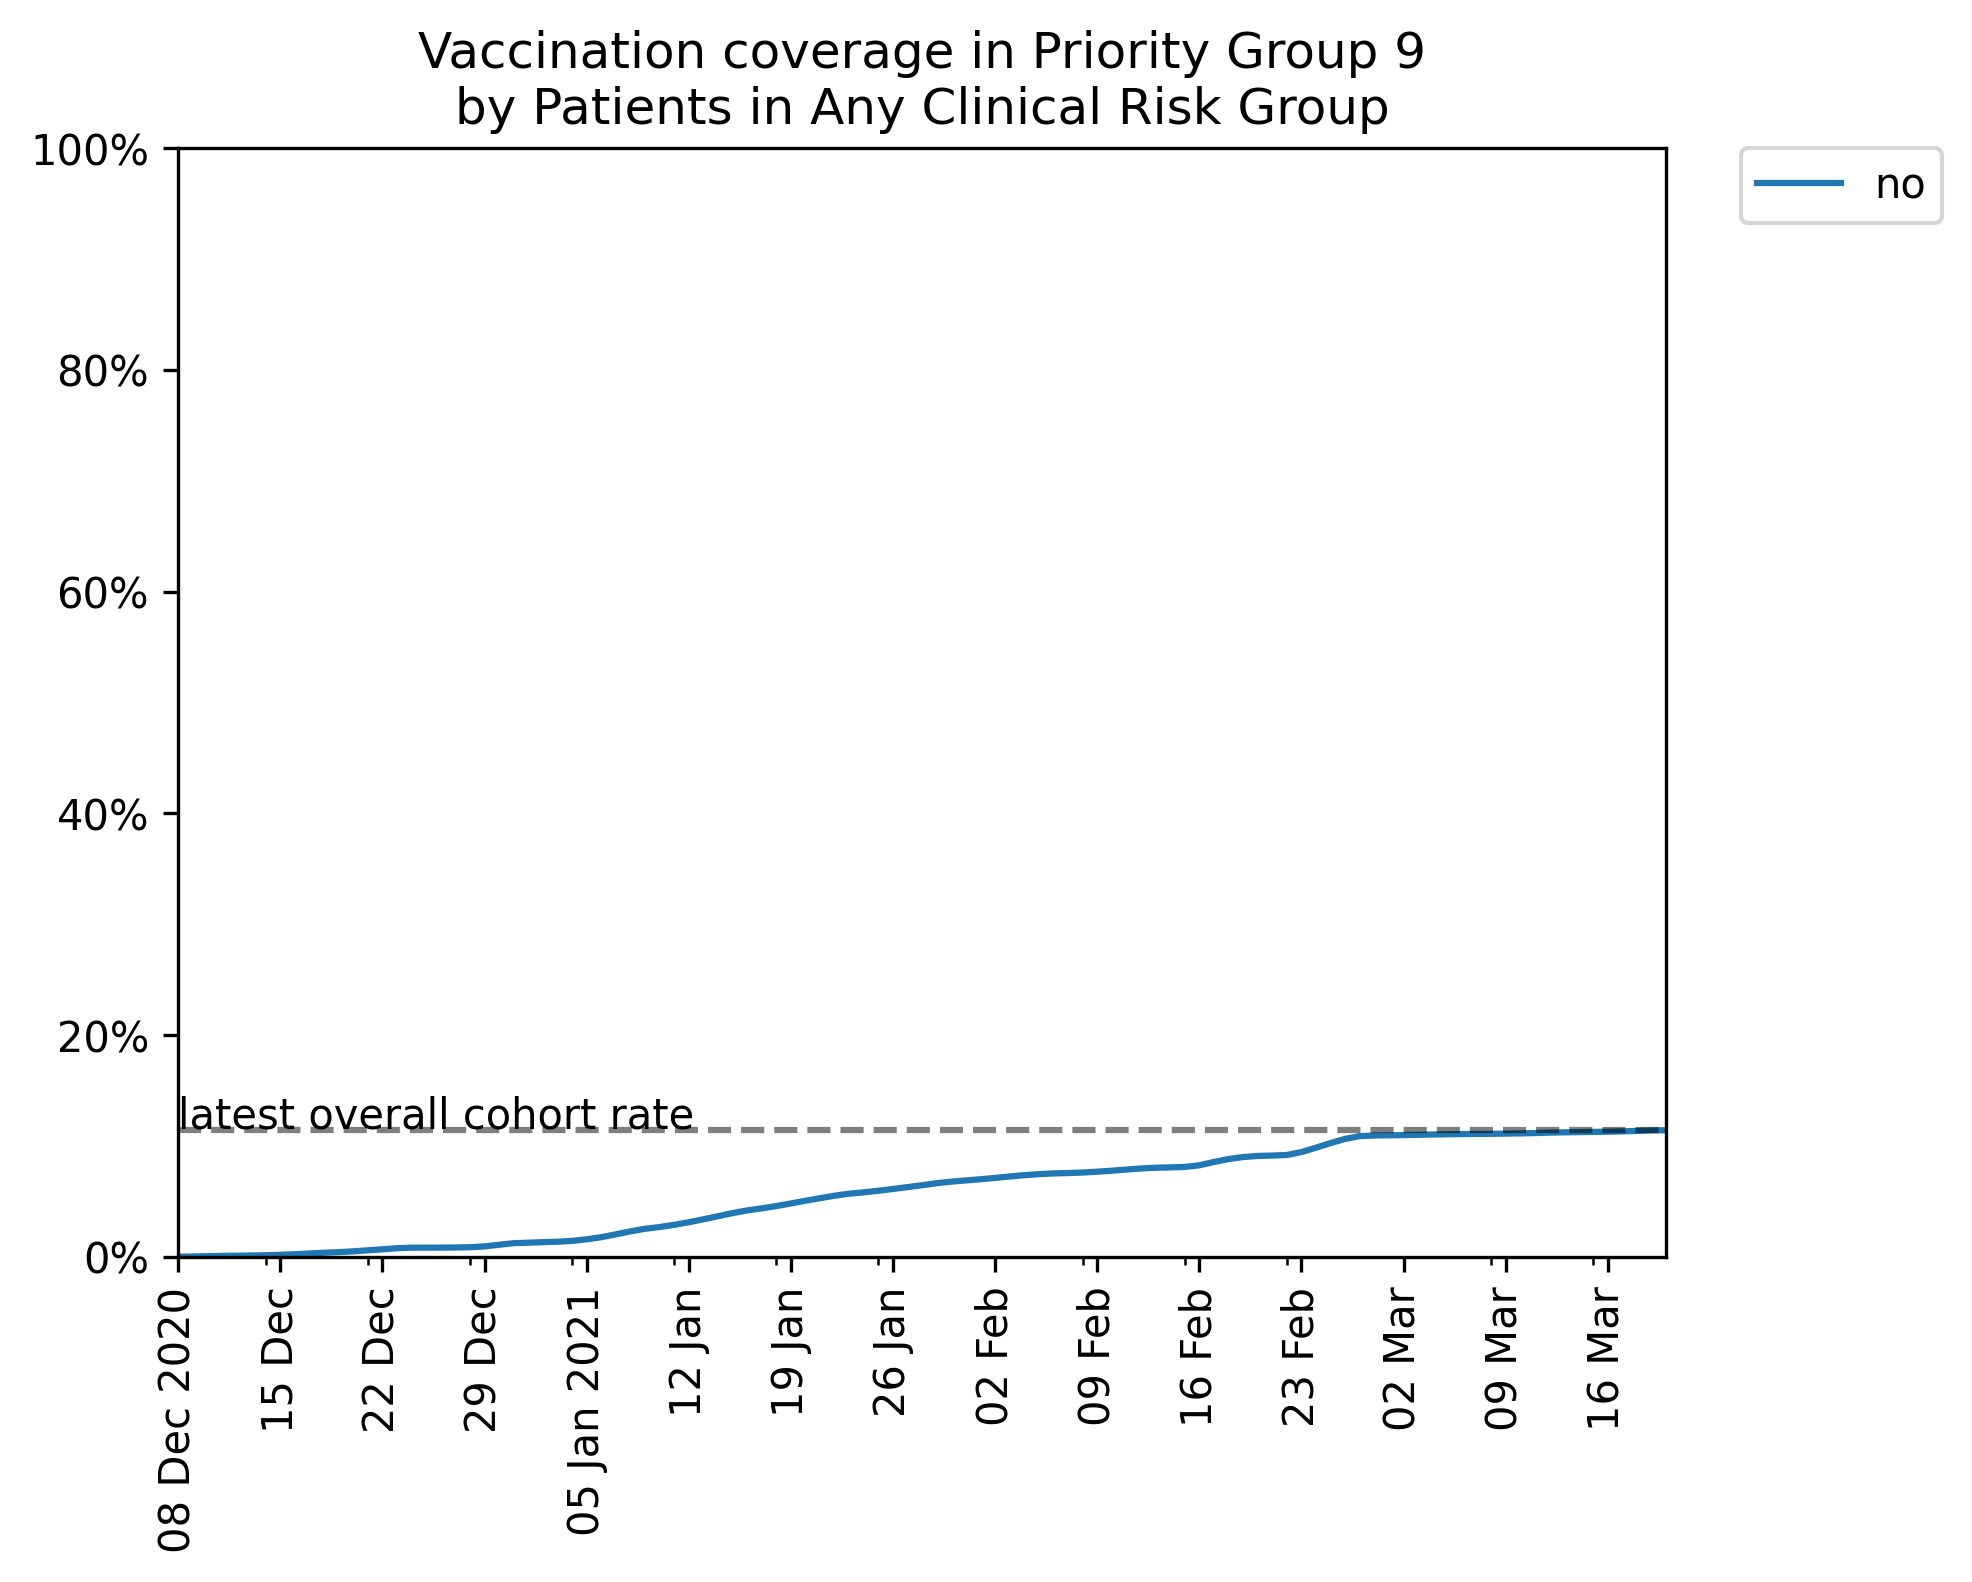 Vaccination coverage in Priority Group 9
by Patients in Any Clinical Risk Group
100%
80%
60%
40%
20%
0%
no
latest overall cohort rate
08 Dec 2020
15 Dec
22 Dec
29 Dec
05 Jan 2021
12 Jan
19 Jan
26 Jan
02 Feb
09 Feb
16 Feb
23 Feb
02 Mar
09 Mar
16 Mar